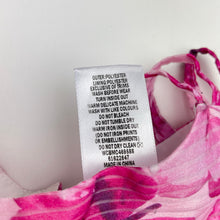 OUTER POLYESTER
LINING POLYESTER
EXCLUSIVE OF TRIMS
WASH BEFORE WEAR
TURN INSIDE OUT
WARM DELICATE MACHINE
WASH WITH LIKE COLOURS
DO NOT BLEACH
DO NOT TUMBLE DRY
WARM IRON INSIDE OUT
(DO NOT IRON PRINTS
OR EMBELLISHMENTS)
DO NOT DRY CLEAN
MADE IN CHINA